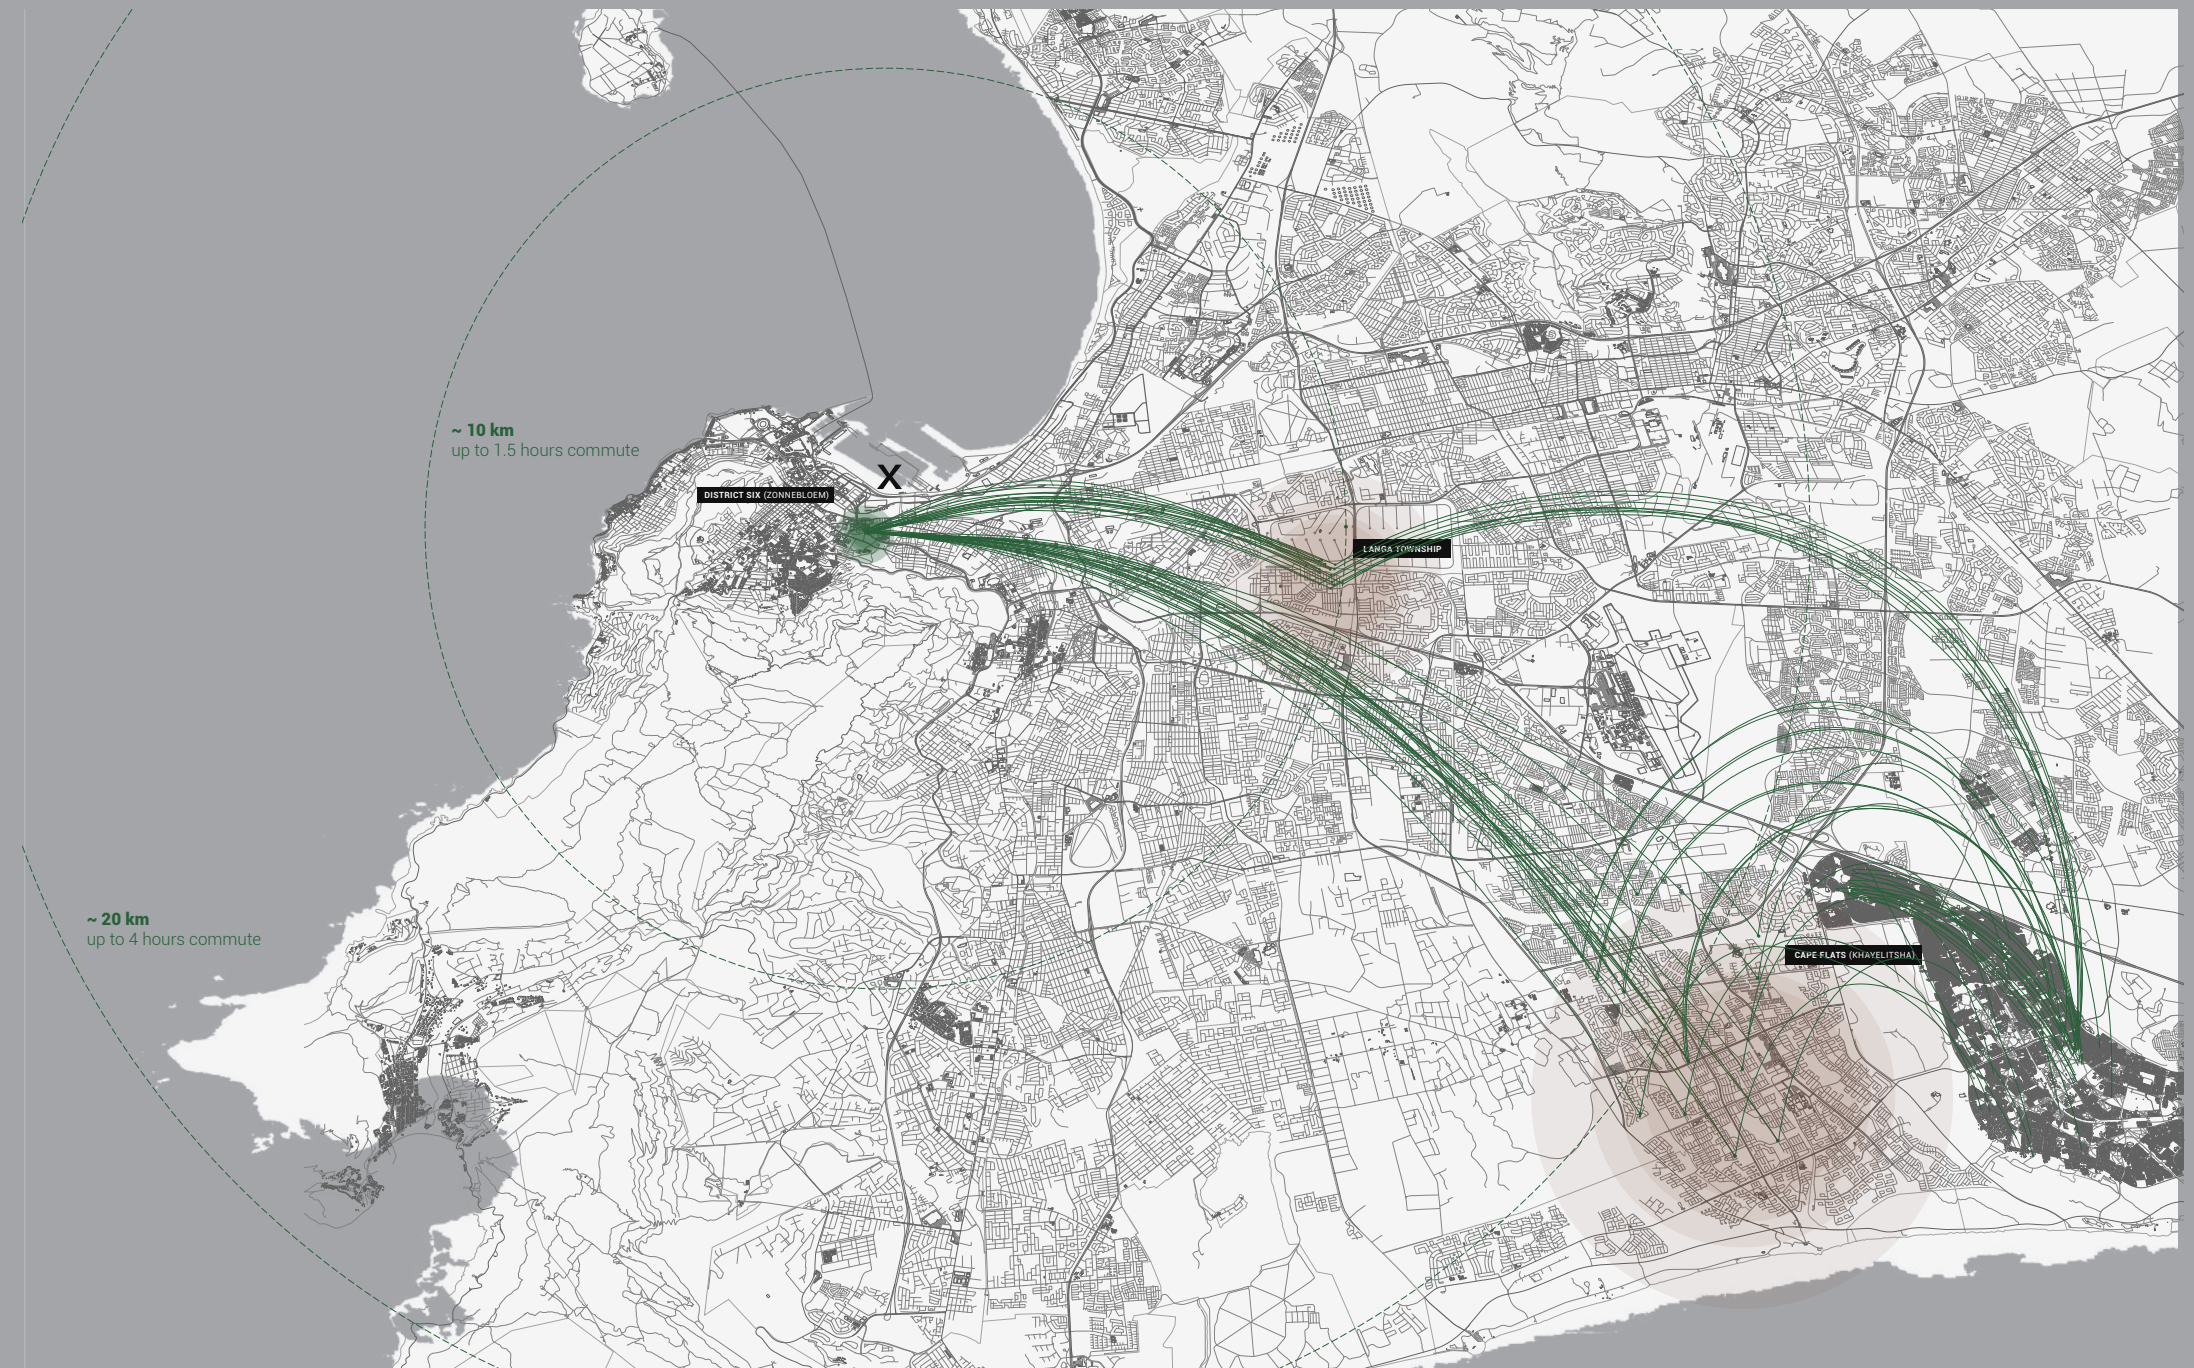 ~ 10 km
up to 1.5 hours commute
X
DISTRICT SIX (ZONNEBLOEM)
LANGA TOWNSHIP
~ 20 km
up to 4 hours commute
CAPE FLATS (KHAYELITSHA)